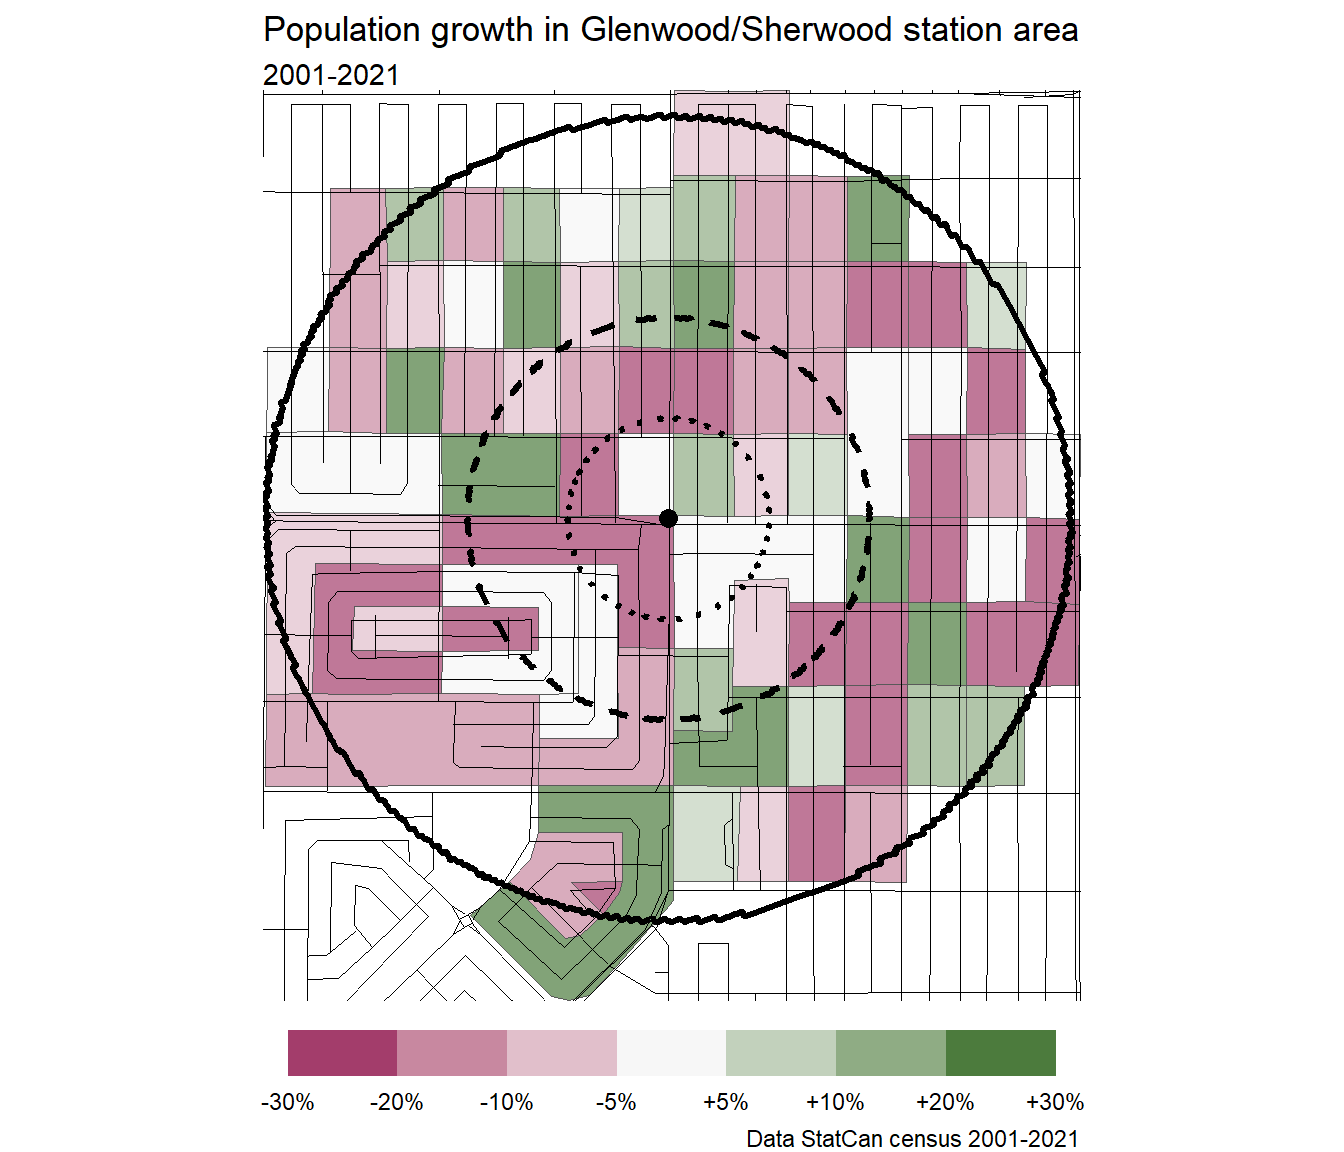 Population growth in Glenwood/Sherwood station area
2001-2021
-30% -20% -10% -5% +5% +10% +20% +30%
Data StatCan census 2001-2021